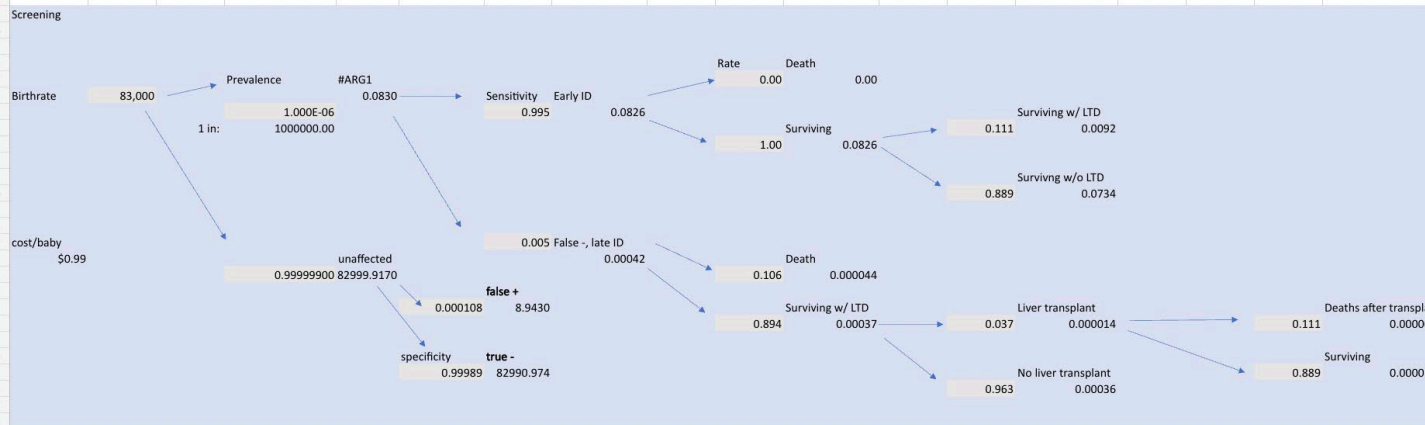 Screening
Rate Death
0.00 0.00
Prevalence #ARG1
Birthrate 83,000 0.0830 Sensitivity Early ID
1.000E-06 0.995 0.0826 Surviving w/ LTD
1 in: 1000000.00 Surviving 0.111 0.0092
1.00 0.0826
Survivng w/o LTD
0.889 0.0734
cost/baby 0.005 False -, late ID
$0.99 unaffected 0.00042 Death
0.99999900 82999.9170 0.106 0.000044
false +
0.000108 8.9430 Surviving w/ LTD Liver transplant Deaths after transpl
0.894 0.00037 0.037 0.000014 0.111 0.0000
specificity true - Surviving
0.99989 82990.974 No liver transplant 0.889 0.0000
0.963 0.00036